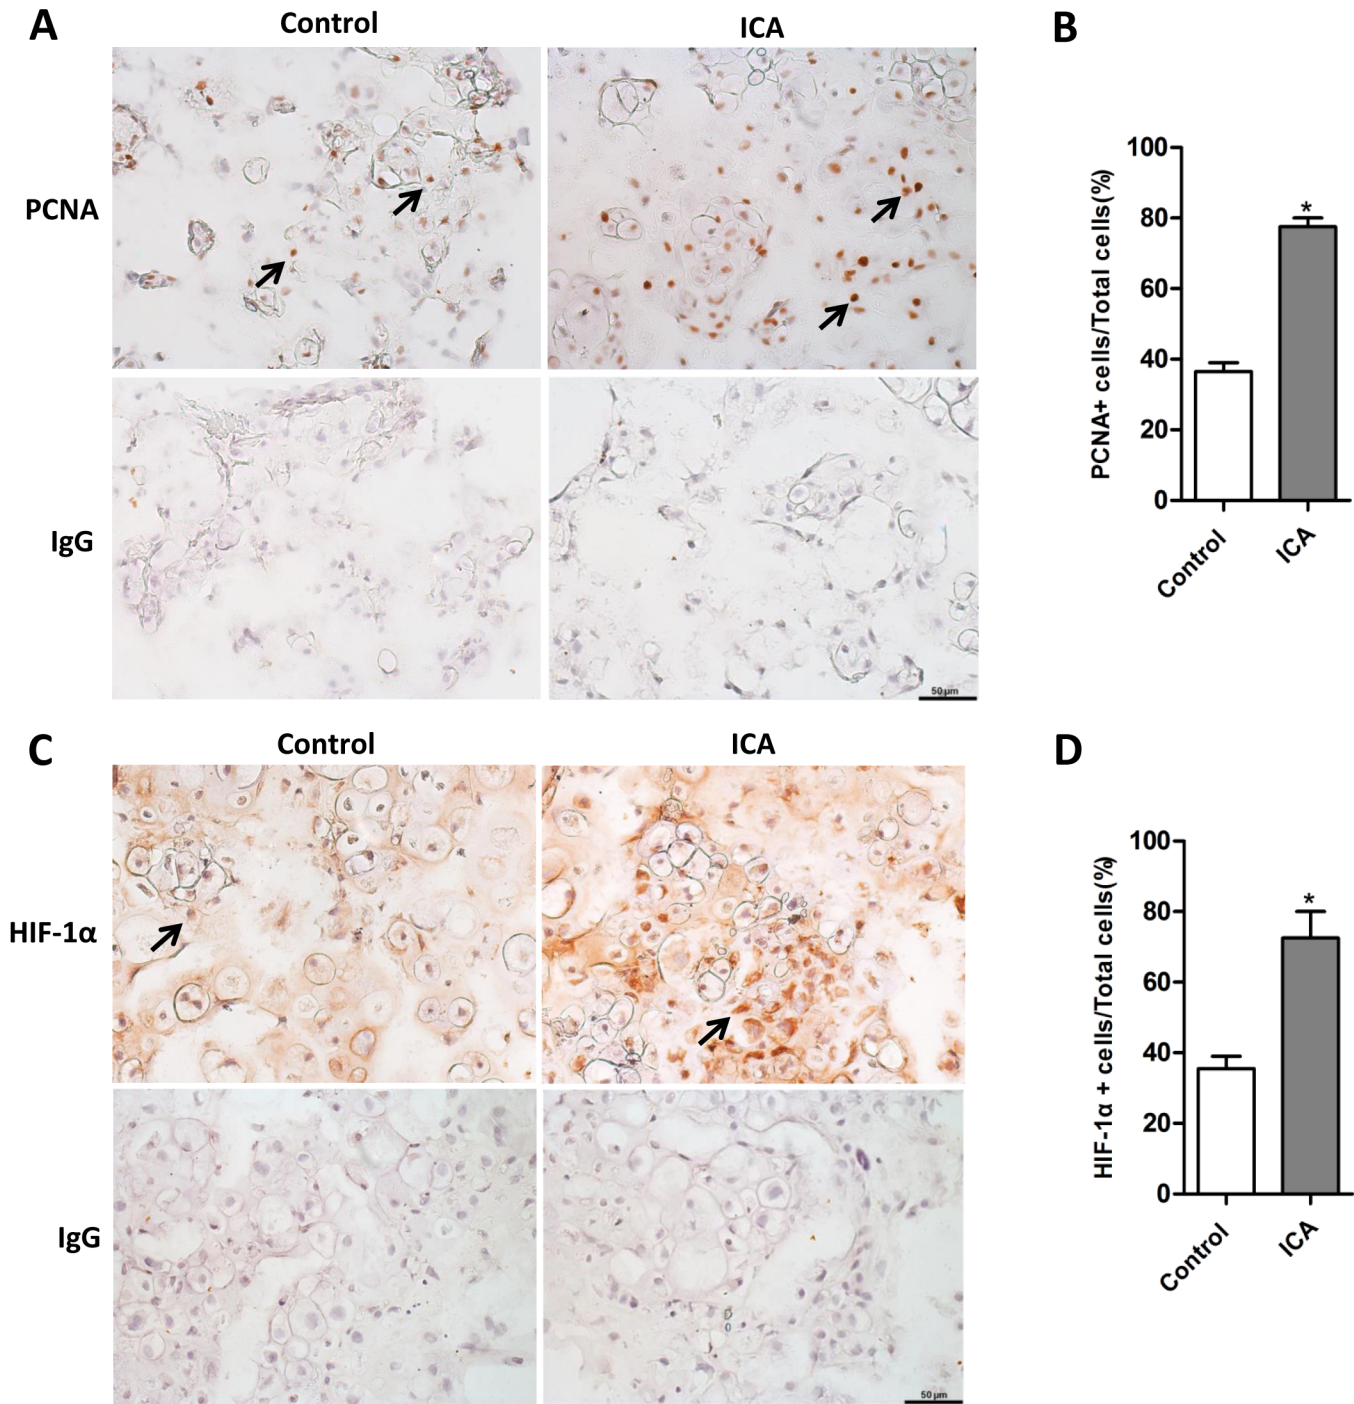 A
Control
ICA
B
PCNA
IgG
50 μm
PCNA+ cells/Total cells(%)
100
80
60
40
20
0
*
Control
ICA
C
Control
ICA
D
HIF-1α
IgG
50 μm
HIF-1α + cells/Total cells(%)
100
80
60
40
20
0
*
Control
ICA